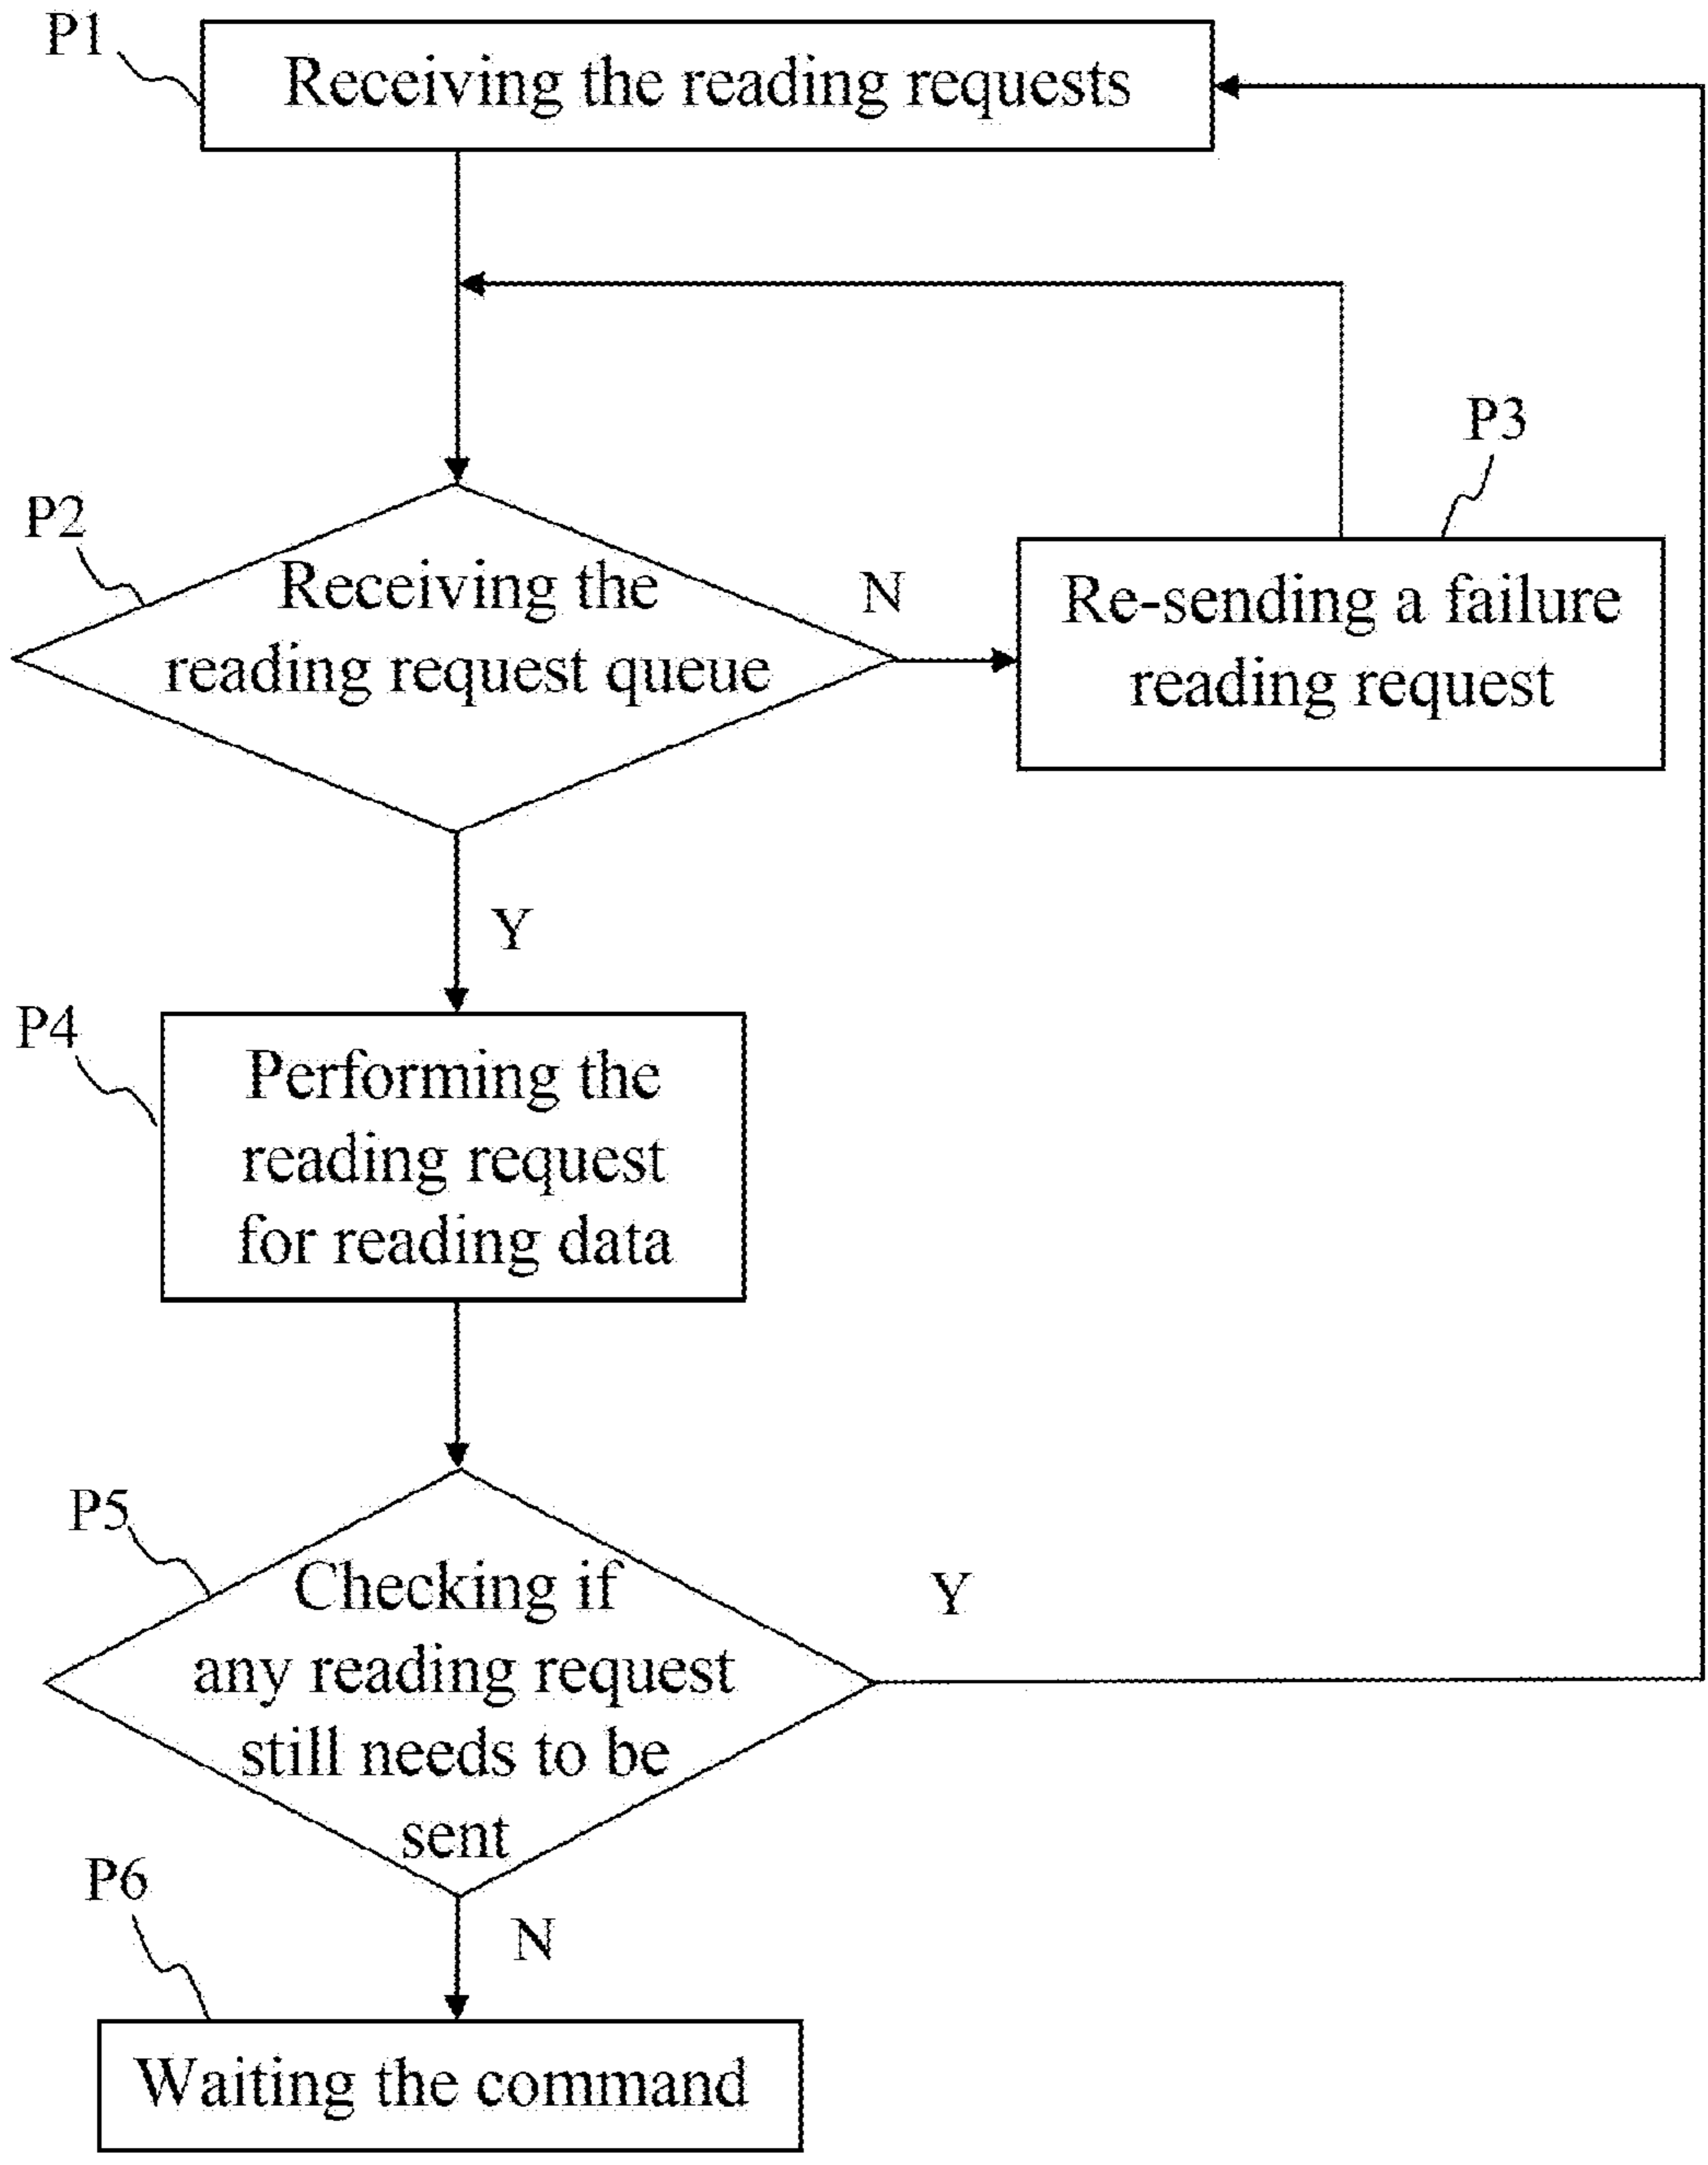 P1
Receiving the reading requests
P3
P2
Receiving the
reading request queue
N
Re-sending a failure
reading request
Y
P4
Performing the
reading request
for reading data
P5
Checking if
any reading request
still needs to be
sent
Y
P6
N
Waiting the command